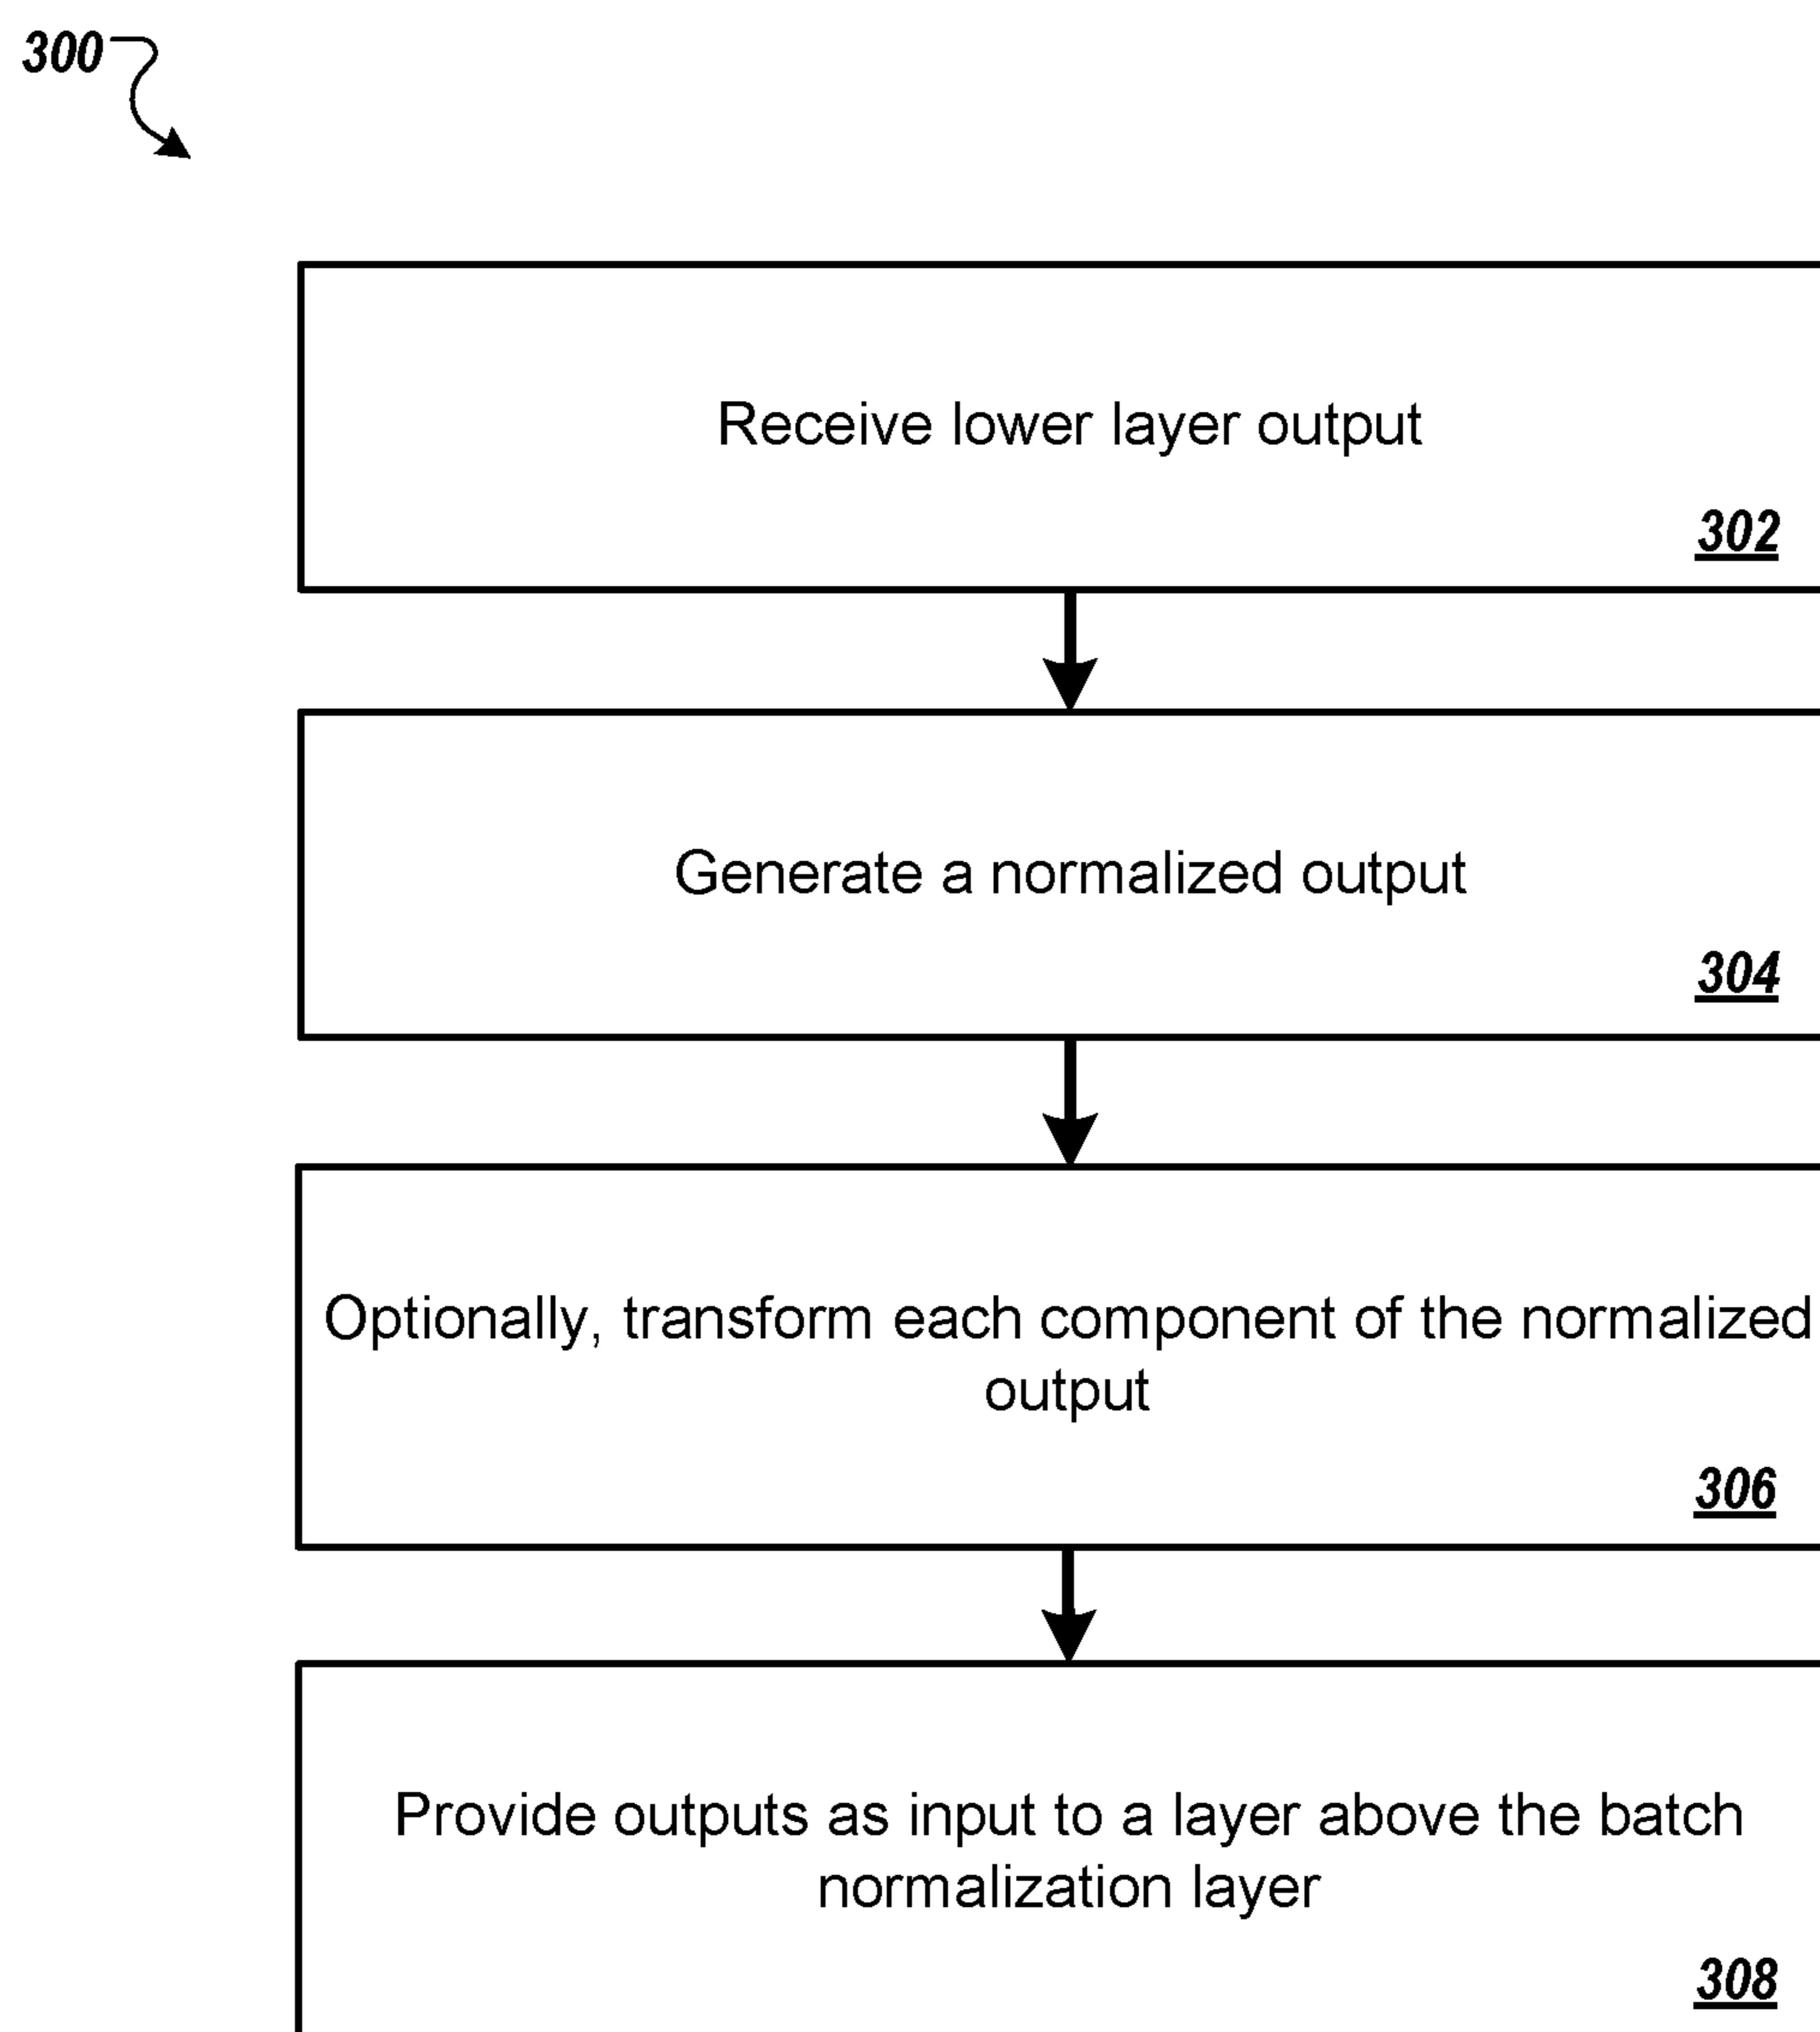 300
Receive lower layer output
302
Generate a normalized output
304
Optionally, transform each component of the normalized
output
306
Provide outputs as input to a layer above the batch
normalization layer
308